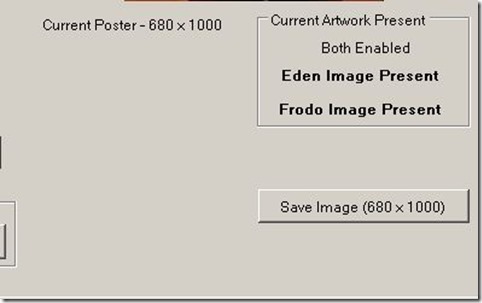 Current Poster - 680 x 1000
Current Artwork Present
Both Enabled
Eden Image Present
Frodo Image Present
Save Image (680 x 1000)